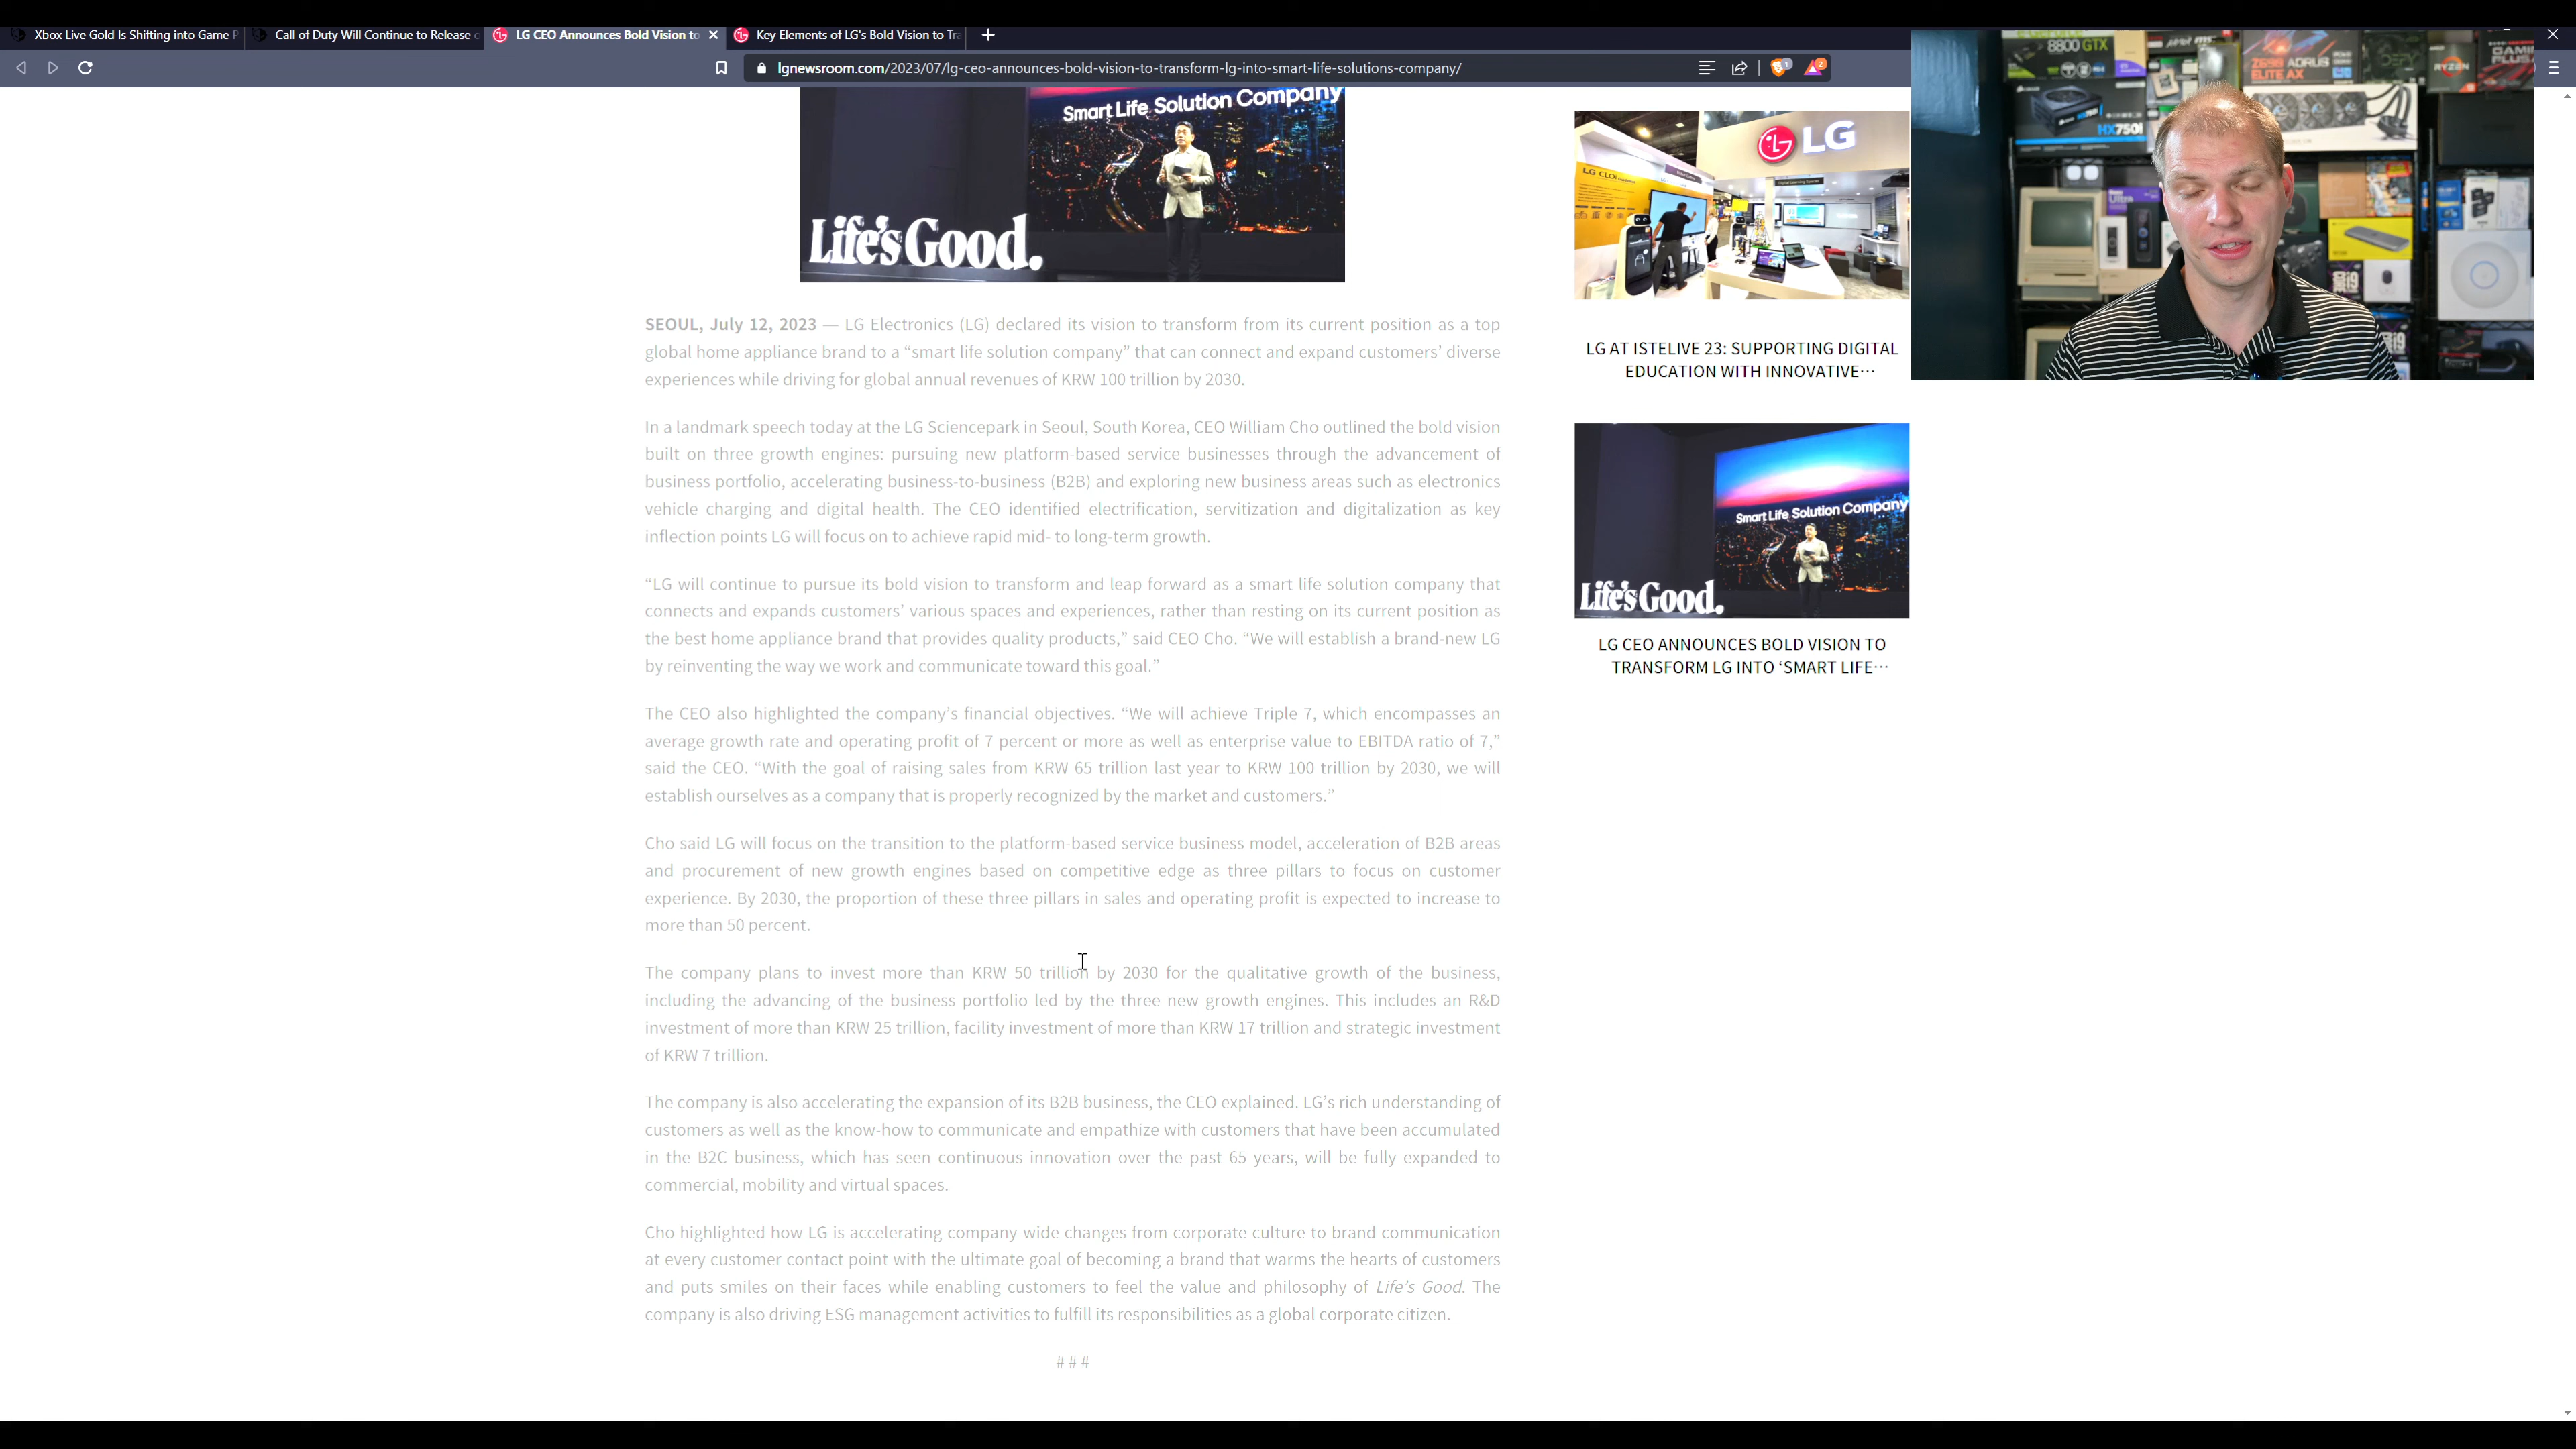 Xbox Live Gold Is Shifting into Game P
Call of Duty Will Continue to Release o
LG CEO Announces Bold Vision to
Key Elements of LG's Bold Vision to Tra
lgnewsroom.com/2023/07/lg-ceo-announces-bold-vision-to-transform-lg-into-smart-life-solutions-company/
1
2
Smart Life Solution Company
Life's Good.
SEOUL, July 12, 2023 — LG Electronics (LG) declared its vision to transform from its current position as a top
global home appliance brand to a “smart life solution company” that can connect and expand customers’ diverse
experiences while driving for global annual revenues of KRW 100 trillion by 2030.
In a landmark speech today at the LG Sciencepark in Seoul, South Korea, CEO William Cho outlined the bold vision
built on three growth engines: pursuing new platform-based service businesses through the advancement of
business portfolio, accelerating business-to-business (B2B) and exploring new business areas such as electronics
vehicle charging and digital health. The CEO identified electrification, servitization and digitalization as key
inflection points LG will focus on to achieve rapid mid- to long-term growth.
“LG will continue to pursue its bold vision to transform and leap forward as a smart life solution company that
connects and expands customers’ various spaces and experiences, rather than resting on its current position as
the best home appliance brand that provides quality products,” said CEO Cho. “We will establish a brand-new LG
by reinventing the way we work and communicate toward this goal.”
The CEO also highlighted the company’s financial objectives. “We will achieve Triple 7, which encompasses an
average growth rate and operating profit of 7 percent or more as well as enterprise value to EBITDA ratio of 7,”
said the CEO. “With the goal of raising sales from KRW 65 trillion last year to KRW 100 trillion by 2030, we will
establish ourselves as a company that is properly recognized by the market and customers.”
Cho said LG will focus on the transition to the platform-based service business model, acceleration of B2B areas
and procurement of new growth engines based on competitive edge as three pillars to focus on customer
experience. By 2030, the proportion of these three pillars in sales and operating profit is expected to increase to
more than 50 percent.
The company plans to invest more than KRW 50 trillion by 2030 for the qualitative growth of the business,
including the advancing of the business portfolio led by the three new growth engines. This includes an R&D
investment of more than KRW 25 trillion, facility investment of more than KRW 17 trillion and strategic investment
of KRW 7 trillion.
The company is also accelerating the expansion of its B2B business, the CEO explained. LG’s rich understanding of
customers as well as the know-how to communicate and empathize with customers that have been accumulated
in the B2C business, which has seen continuous innovation over the past 65 years, will be fully expanded to
commercial, mobility and virtual spaces.
Cho highlighted how LG is accelerating company-wide changes from corporate culture to brand communication
at every customer contact point with the ultimate goal of becoming a brand that warms the hearts of customers
and puts smiles on their faces while enabling customers to feel the value and philosophy of Life’s Good. The
company is also driving ESG management activities to fulfill its responsibilities as a global corporate citizen.
# # #
LG
LG CLOi
LG AT ISTELIVE 23: SUPPORTING DIGITAL
EDUCATION WITH INNOVATIVE…
Smart Life Solution Company
Life's Good.
LG CEO ANNOUNCES BOLD VISION TO
TRANSFORM LG INTO ‘SMART LIFE…
8800 GTX
Z690 AORUS
ELITE AX
RYZEN
HX750i
Ultra